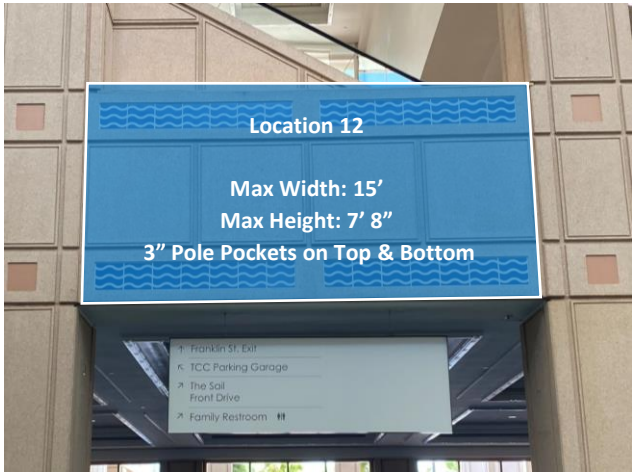 Location 12
Max Width: 15’
Max Height: 7’ 8”
3” Pole Pockets on Top & Bottom
↑ Franklin St. Exit
↖ TCC Parking Garage
↗ The Sail
Front Drive
↗ Family Restroom